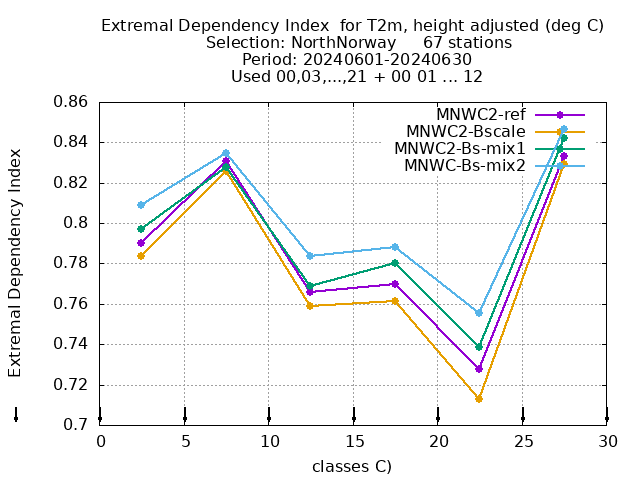 Extremal Dependency Index  for T2m, height adjusted (deg C)
Selection: NorthNorway     67 stations
Period: 20240601-20240630
Used 00,03,...,21 + 00 01 ... 12
MNWC2-ref
MNWC2-Bscale
MNWC2-Bs-mix1
MNWC-Bs-mix2
Extremal Dependency Index
0.86
0.84
0.82
0.8
0.78
0.76
0.74
0.72
0.7
0 5 10 15 20 25 30
classes C)